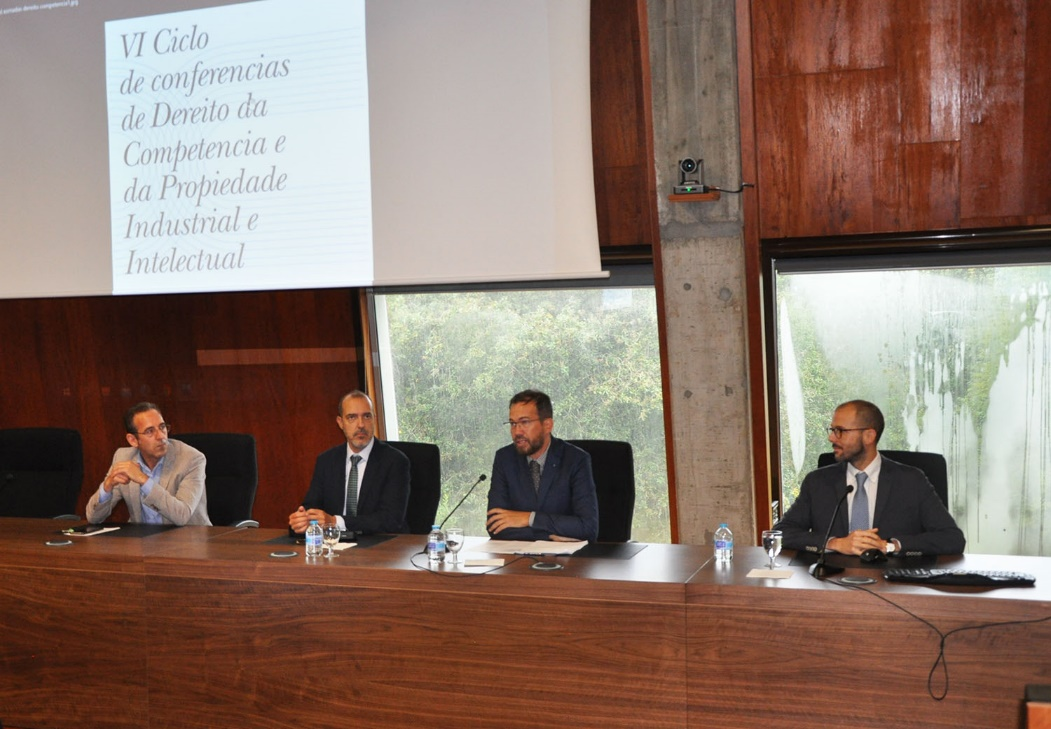 VI Ciclo
de conferencias
de Dereito da
Competencia e
da Propiedade
Industrial e
Intelectual